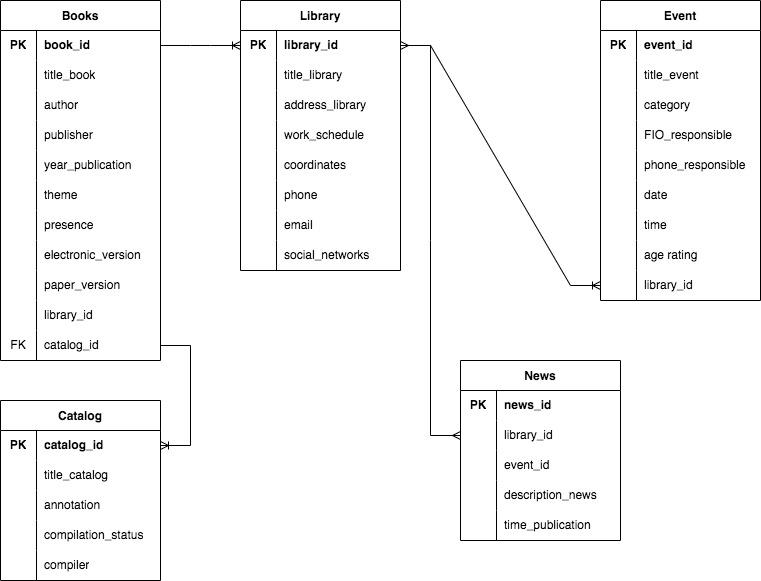 Books
PK book_id
title_book
author
publisher
year_publication
theme
presence
electronic_version
paper_version
library_id
FK catalog_id
Library
PK library_id
title_library
address_library
work_schedule
coordinates
phone
email
social_networks
Event
PK event_id
title_event
category
FIO_responsible
phone_responsible
date
time
age rating
library_id
Catalog
PK catalog_id
title_catalog
annotation
compilation_status
compiler
News
PK news_id
library_id
event_id
description_news
time_publication